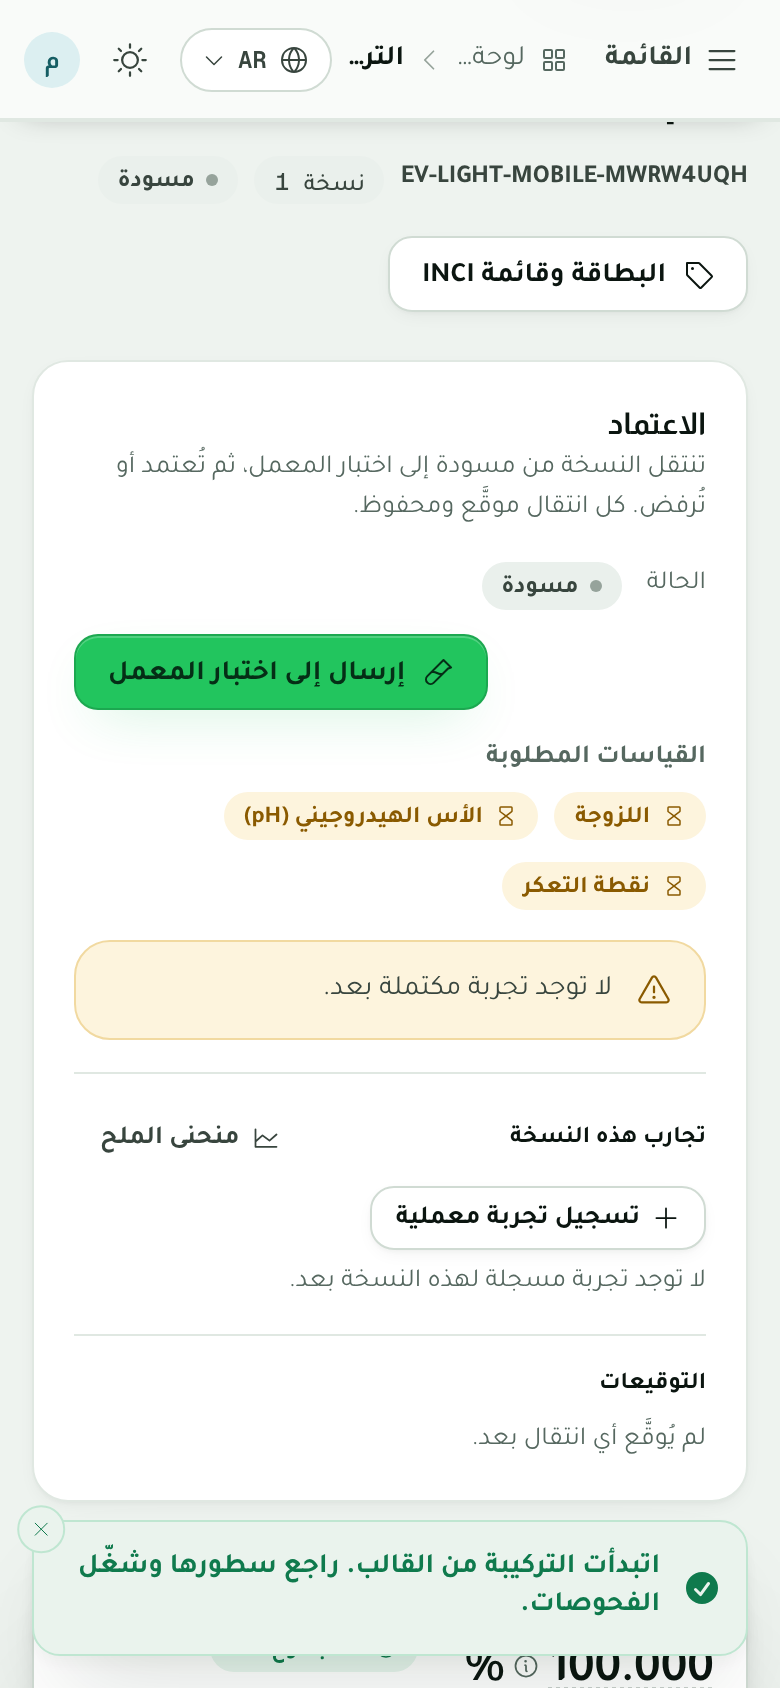 القائمة
لوحة...
التر...
AR
م
EV-LIGHT-MOBILE-MWRW4UQH
نسخة 1
مسودة
البطاقة وقائمة INCI
الاعتماد
تنتقل النسخة من مسودة إلى اختبار المعمل، ثم تُعتمد أو
تُرفض. كل انتقال موقَّع ومحفوظ.
الحالة
مسودة
إرسال إلى اختبار المعمل
القياسات المطلوبة
اللزوجة
الأس الهيدروجيني (pH)
نقطة التعكر
لا توجد تجربة مكتملة بعد.
تجارب هذه النسخة
منحنى الملح
تسجيل تجربة معملية
لا توجد تجربة مسجلة لهذه النسخة بعد.
التوقيعات
لم يُوقَّع أي انتقال بعد.
اتبدأت التركيبة من القالب. راجع سطورها وشغّل
الفحوصات.
100.000 %